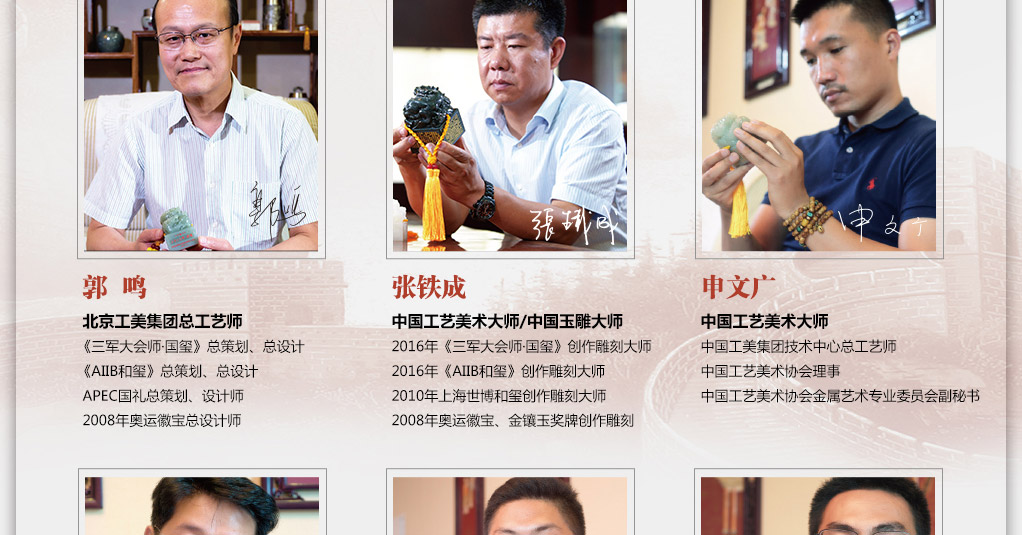 郭鸣
張鐵成
申文广
郭 鸣
北京工美集团总工艺师
《三军大会师·国玺》总策划、总设计
《AIIB和玺》总策划、总设计
APEC国礼总策划、设计师
2008年奥运徽宝总设计师
张铁成
中国工艺美术大师/中国玉雕大师
2016年《三军大会师·国玺》创作雕刻大师
2016年《AIIB和玺》创作雕刻大师
2010年上海世博和玺创作雕刻大师
2008年奥运徽宝、金镶玉奖牌创作雕刻
申文广
中国工艺美术大师
中国工美集团技术中心总工艺师
中国工艺美术协会理事
中国工艺美术协会金属艺术专业委员会副秘书